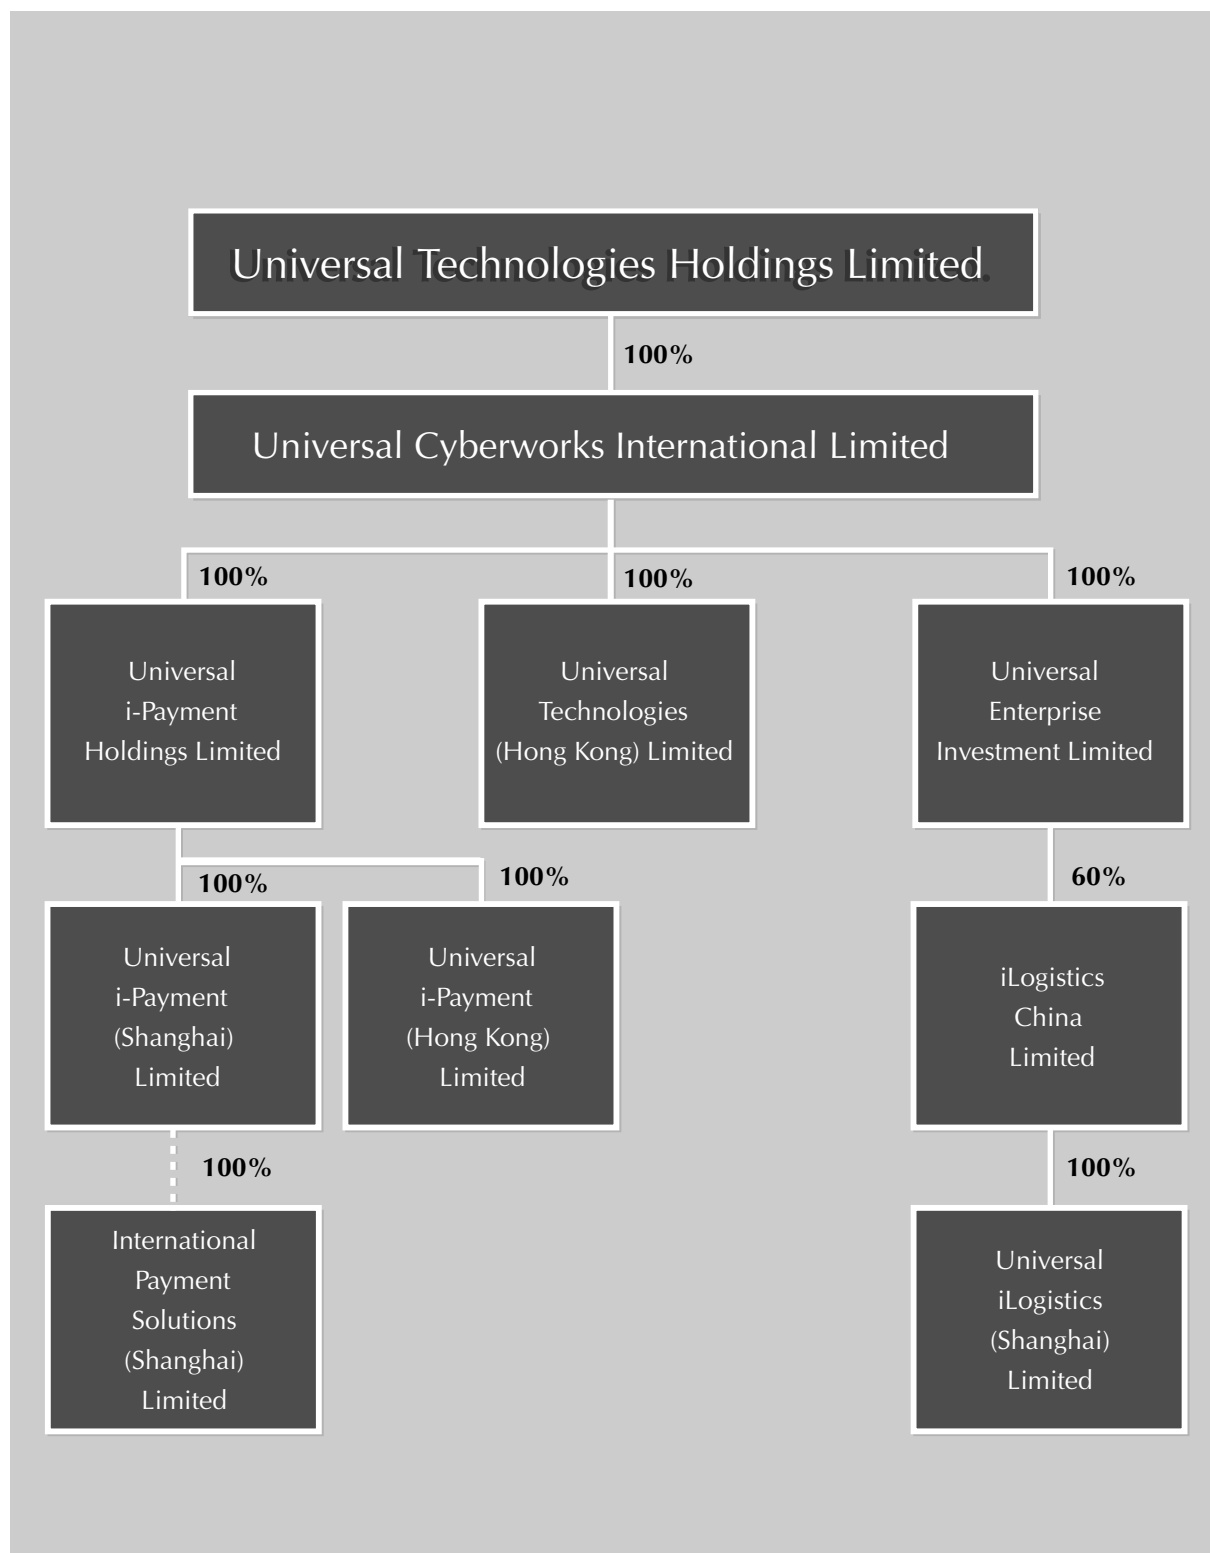 Universal Technologies Holdings Limited.
100%
Universal Cyberworks International Limited
100%
100%
100%
Universal
i-Payment
Holdings Limited
Universal
Technologies
(Hong Kong) Limited
Universal
Enterprise
Investment Limited
100%
100%
60%
Universal
i-Payment
(Shanghai)
Limited
Universal
i-Payment
(Hong Kong)
Limited
iLogistics
China
Limited
100%
100%
International
Payment
Solutions
(Shanghai)
Limited
Universal
iLogistics
(Shanghai)
Limited